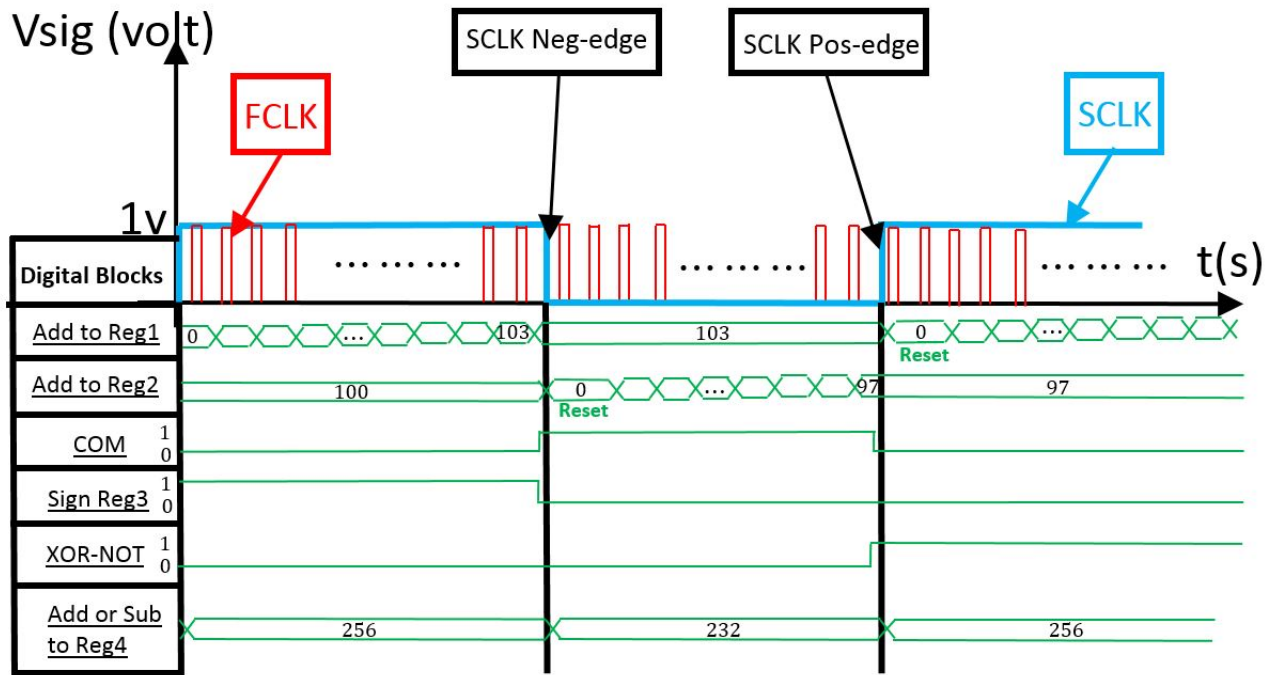 Vsig (volt)
SCLK Neg-edge
SCLK Pos-edge
FCLK
SCLK
1v
Digital Blocks
... ... ...
... ... ...
... ... ...
t(s)
Add to Reg1
0
...
103
103
0
...
Reset
Add to Reg2
100
0
...
97
97
Reset
COM
1
0
Sign Reg3
1
0
XOR-NOT
1
0
Add or Sub
to Reg4
256
232
256